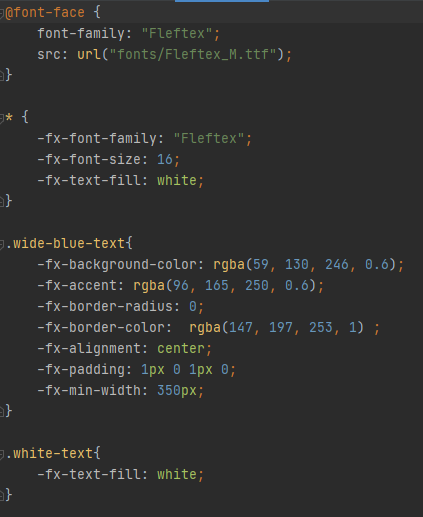 @font-face {
    font-family: "Fleftex";
    src: url("fonts/Fleftex_M.ttf");
}

* {
    -fx-font-family: "Fleftex";
    -fx-font-size: 16;
    -fx-text-fill: white;
}

.wide-blue-text{
    -fx-background-color: rgba(59, 130, 246, 0.6);
    -fx-accent: rgba(96, 165, 250, 0.6);
    -fx-border-radius: 0;
    -fx-border-color:  rgba(147, 197, 253, 1) ;
    -fx-alignment: center;
    -fx-padding: 1px 0 1px 0;
    -fx-min-width: 350px;
}

.white-text{
    -fx-text-fill: white;
}